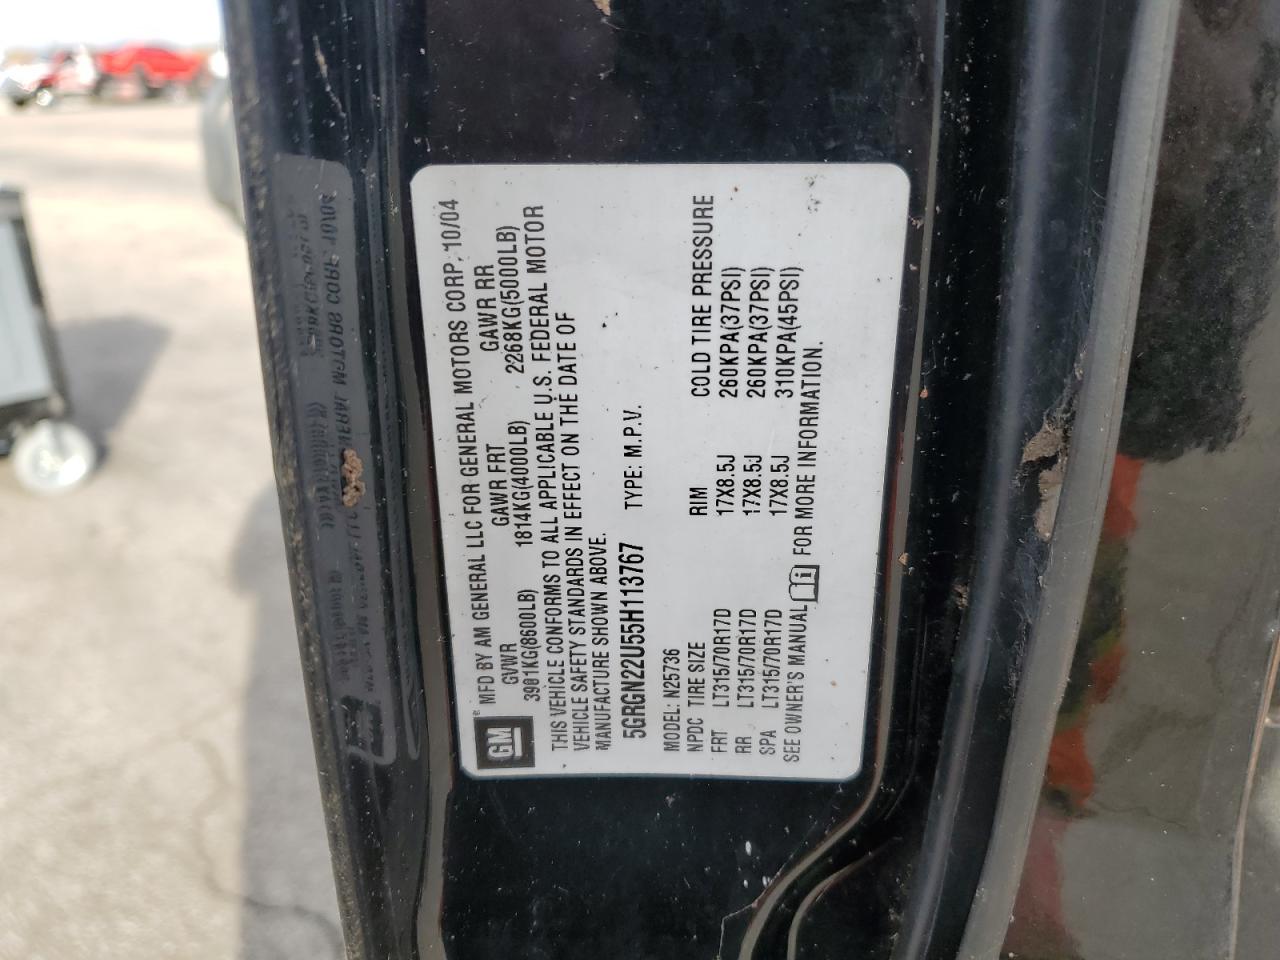 GM
MFD BY AM GENERAL LLC FOR GENERAL MOTORS CORP. 10/04
GVWR GAWR FRT GAWR RR
3901KG(8600LB) 1814KG(4000LB) 2268KG(5000LB)
THIS VEHICLE CONFORMS TO ALL APPLICABLE U.S. FEDERAL MOTOR
VEHICLE SAFETY STANDARDS IN EFFECT ON THE DATE OF
MANUFACTURE SHOWN ABOVE.
5GRGN22U55H113767 TYPE: M.P.V.
MODEL: N25736
NPDC TIRE SIZE RIM COLD TIRE PRESSURE
FRT LT315/70R17D 17X8.5J 260KPA(37PSI)
RR LT315/70R17D 17X8.5J 260KPA(37PSI)
SPA LT315/70R17D 17X8.5J 310KPA(45PSI)
SEE OWNER'S MANUAL FOR MORE INFORMATION.